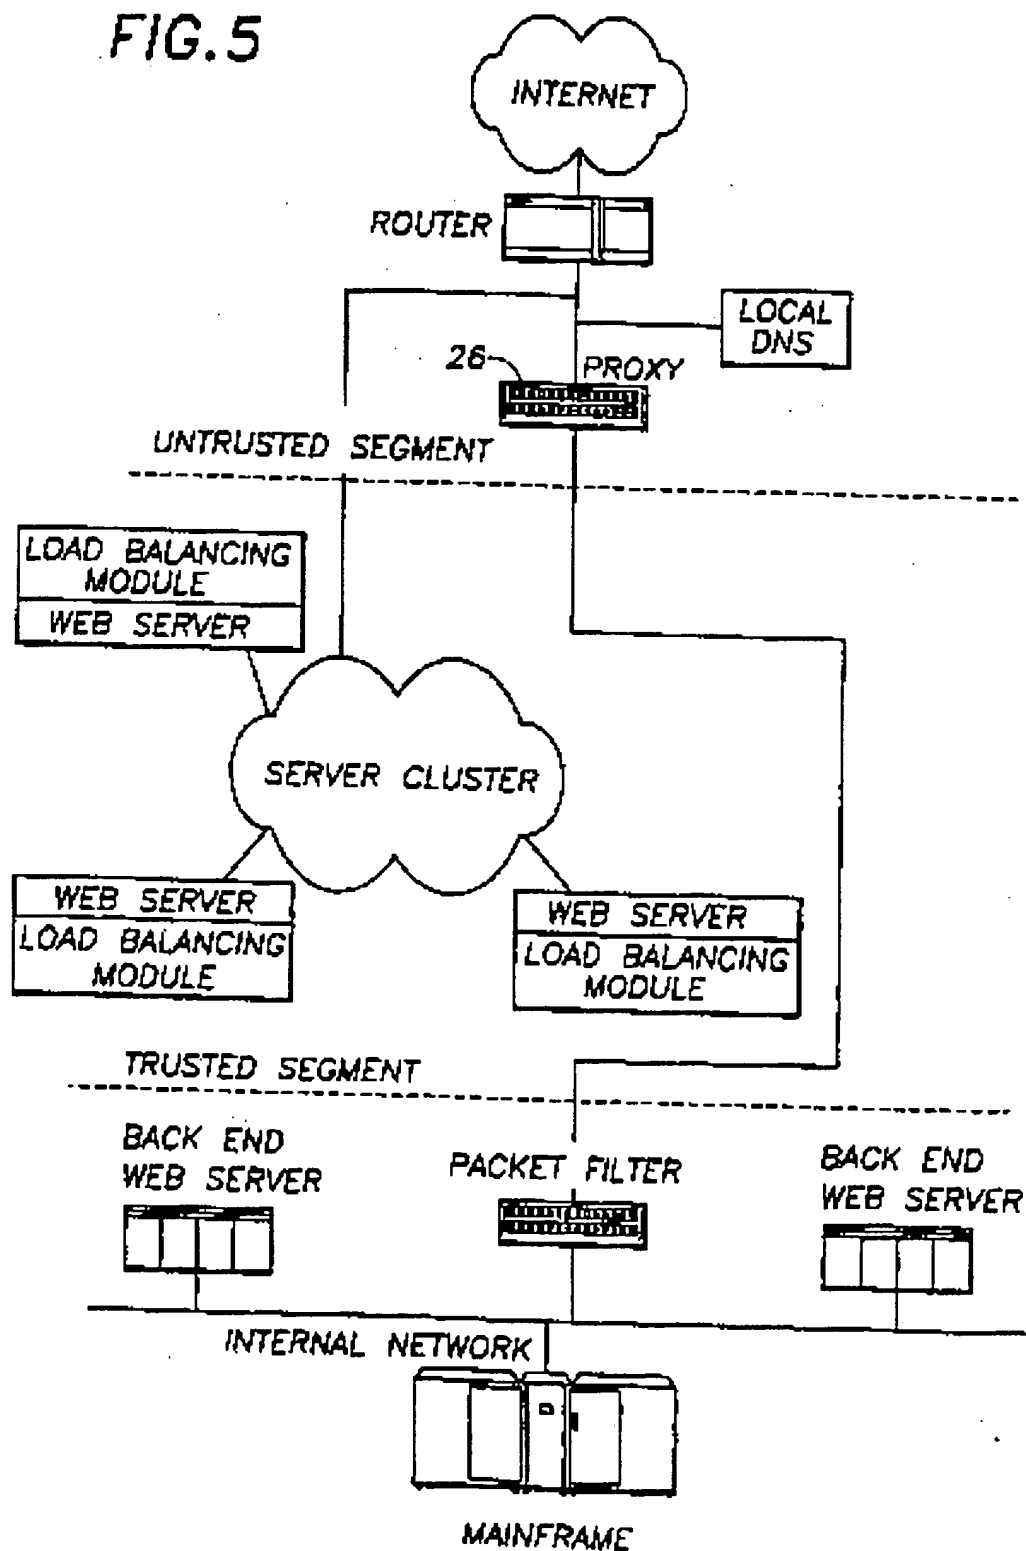 FIG.5
INTERNET
ROUTER
LOCAL
DNS
26
PROXY
UNTRUSTED SEGMENT
LOAD BALANCING
MODULE
WEB SERVER
SERVER CLUSTER
WEB SERVER
LOAD BALANCING
MODULE
WEB SERVER
LOAD BALANCING
MODULE
TRUSTED SEGMENT
BACK END
WEB SERVER
PACKET FILTER
BACK END
WEB SERVER
INTERNAL NETWORK
MAINFRAME